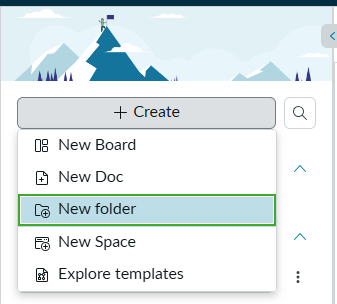 + Create
New Board
New Doc
New folder
New Space
Explore templates